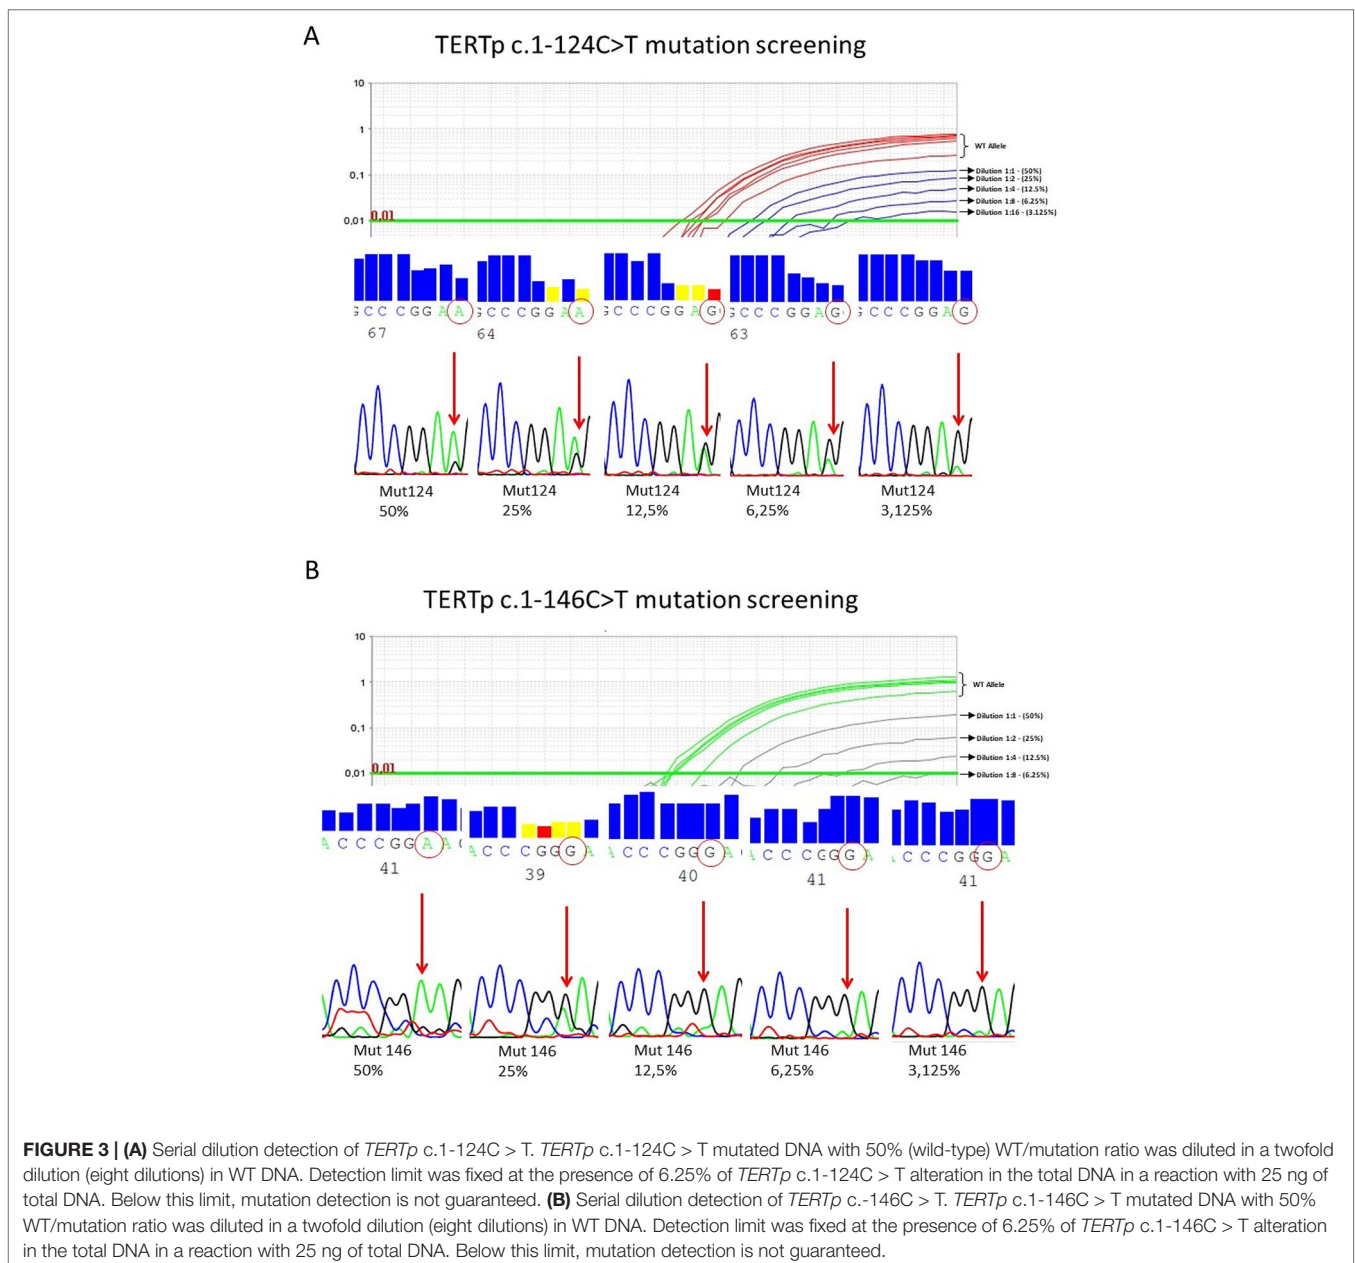 A
TERTp c.1-124C>T mutation screening
10
1
0,1
0,01
0,01
WT Allele
Dilution 1:1 - (50%)
Dilution 1:2 - (25%)
Dilution 1:4 - (12.5%)
Dilution 1:8 - (6.25%)
Dilution 1:16 - (3.125%)
GCCCGGAA GCCCGGAA GCCCGGAG GCCCGGAG GCCCGGAG
67 64 63
Mut124 Mut124 Mut124 Mut124 Mut124
50% 25% 12,5% 6,25% 3,125%
B
TERTp c.1-146C>T mutation screening
10
1
0,1
0,01
0,01
WT Allele
Dilution 1:1 - (50%)
Dilution 1:2 - (25%)
Dilution 1:4 - (12.5%)
Dilution 1:8 - (6.25%)
ACCCGGAA ACCCGGGA ACCCGGGA ACCCGGGA ACCCGGGA
41 39 40 41 41
Mut 146 Mut 146 Mut 146 Mut 146 Mut 146
50% 25% 12,5% 6,25% 3,125%
FIGURE 3 | (A) Serial dilution detection of TERTp c.1-124C > T. TERTp c.1-124C > T mutated DNA with 50% (wild-type) WT/mutation ratio was diluted in a twofold
dilution (eight dilutions) in WT DNA. Detection limit was fixed at the presence of 6.25% of TERTp c.1-124C > T alteration in the total DNA in a reaction with 25 ng of
total DNA. Below this limit, mutation detection is not guaranteed. (B) Serial dilution detection of TERTp c.-146C > T. TERTp c.1-146C > T mutated DNA with 50%
WT/mutation ratio was diluted in a twofold dilution (eight dilutions) in WT DNA. Detection limit was fixed at the presence of 6.25% of TERTp c.1-146C > T alteration
in the total DNA in a reaction with 25 ng of total DNA. Below this limit, mutation detection is not guaranteed.